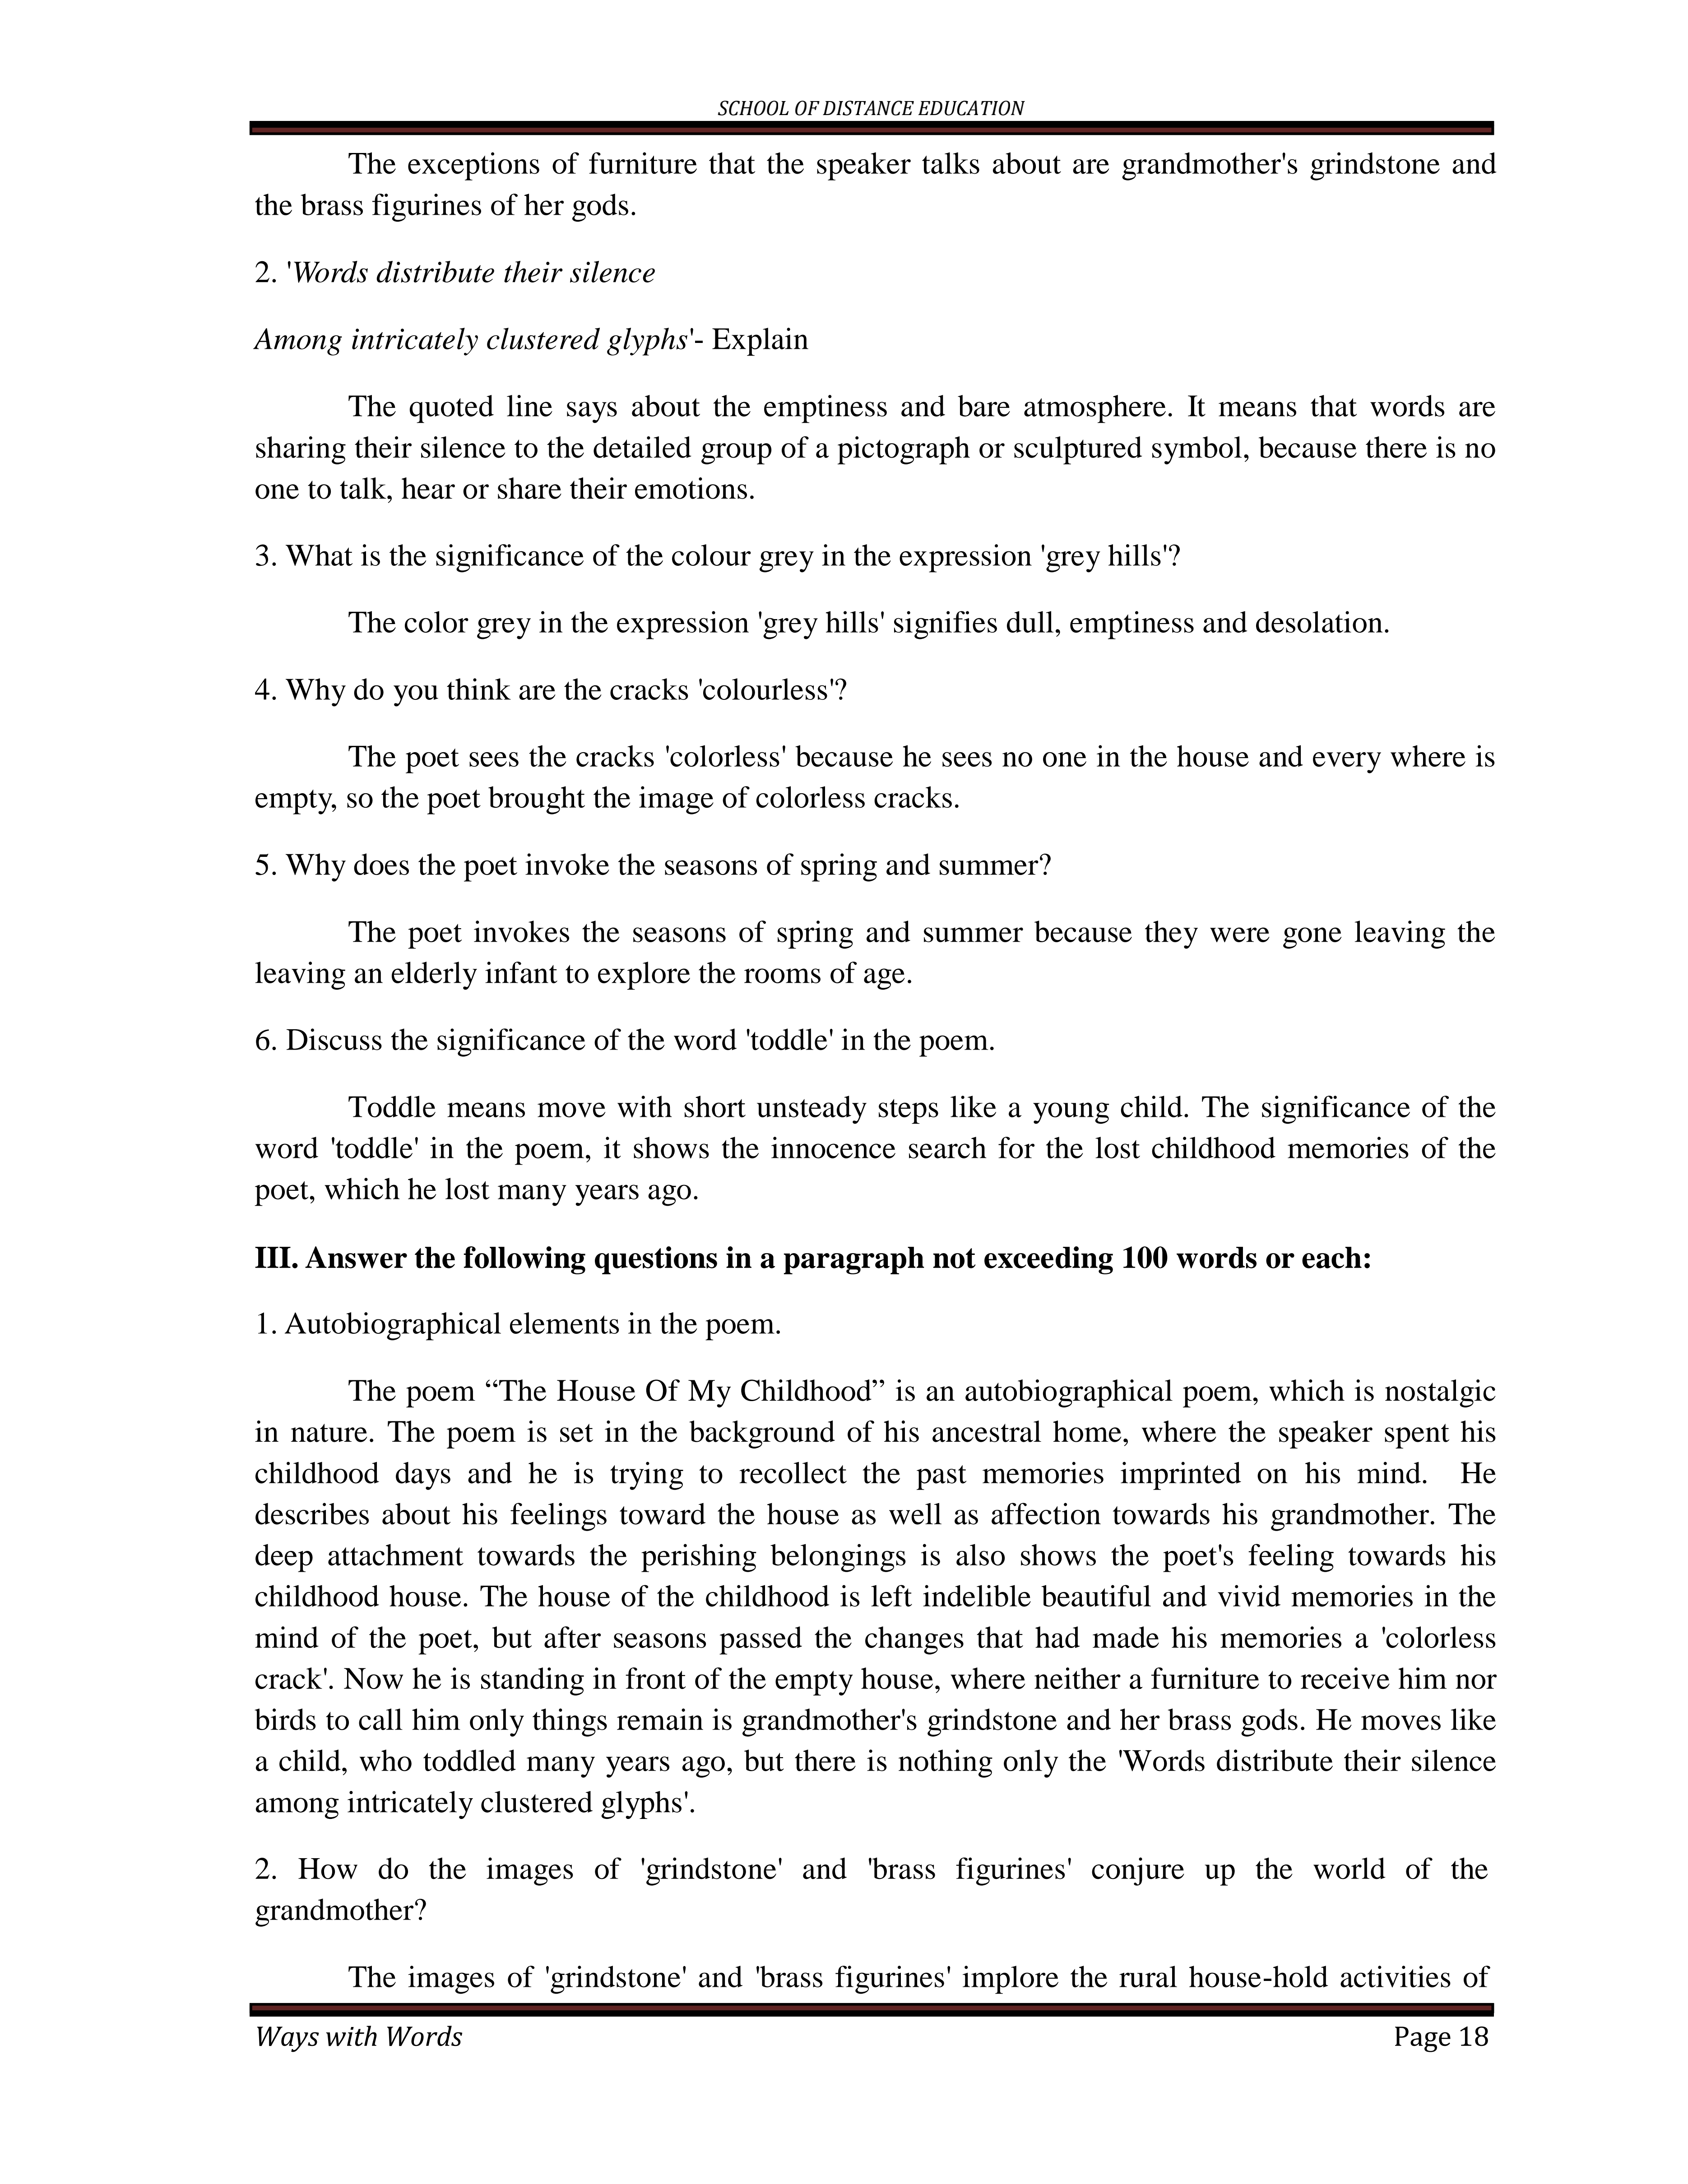 SCHOOL OF DISTANCE EDUCATION
The exceptions of furniture that the speaker talks about are grandmother's grindstone and
the brass figurines of her gods.
2. 'Words distribute their silence
Among intricately clustered glyphs'- Explain
The quoted line says about the emptiness and bare atmosphere. It means that words are
sharing their silence to the detailed group of a pictograph or sculptured symbol, because there is no
one to talk, hear or share their emotions.
3. What is the significance of the colour grey in the expression 'grey hills'?
The color grey in the expression 'grey hills' signifies dull, emptiness and desolation.
4. Why do you think are the cracks 'colourless'?
The poet sees the cracks 'colorless' because he sees no one in the house and every where is
empty, so the poet brought the image of colorless cracks.
5. Why does the poet invoke the seasons of spring and summer?
The poet invokes the seasons of spring and summer because they were gone leaving the
leaving an elderly infant to explore the rooms of age.
6. Discuss the significance of the word 'toddle' in the poem.
Toddle means move with short unsteady steps like a young child. The significance of the
word 'toddle' in the poem, it shows the innocence search for the lost childhood memories of the
poet, which he lost many years ago.
III. Answer the following questions in a paragraph not exceeding 100 words or each:
1. Autobiographical elements in the poem.
The poem “The House Of My Childhood” is an autobiographical poem, which is nostalgic
in nature. The poem is set in the background of his ancestral home, where the speaker spent his
childhood days and he is trying to recollect the past memories imprinted on his mind. He
describes about his feelings toward the house as well as affection towards his grandmother. The
deep attachment towards the perishing belongings is also shows the poet's feeling towards his
childhood house. The house of the childhood is left indelible beautiful and vivid memories in the
mind of the poet, but after seasons passed the changes that had made his memories a 'colorless
crack'. Now he is standing in front of the empty house, where neither a furniture to receive him nor
birds to call him only things remain is grandmother's grindstone and her brass gods. He moves like
a child, who toddled many years ago, but there is nothing only the 'Words distribute their silence
among intricately clustered glyphs'.
2. How do the images of 'grindstone' and 'brass figurines' conjure up the world of the
grandmother?
The images of 'grindstone' and 'brass figurines' implore the rural house-hold activities of
Ways with Words Page 18